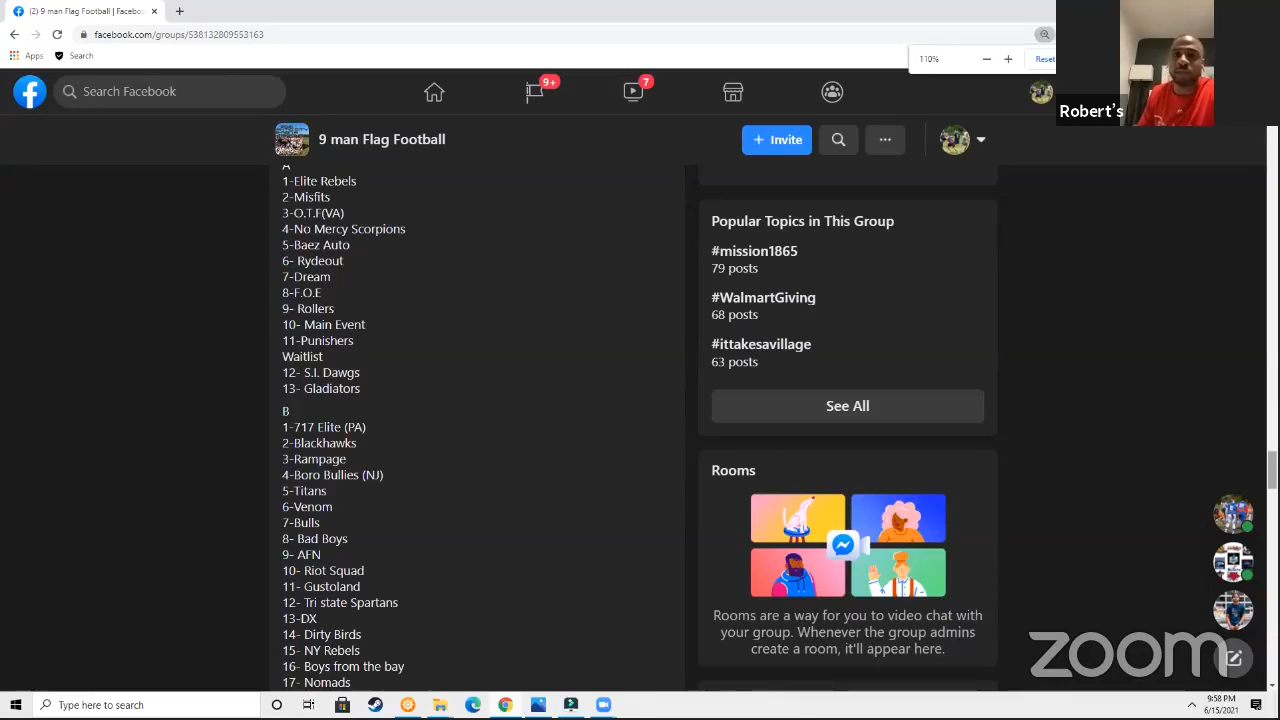 (2) 9 man Flag Football | Facebo
facebook.com/groups/538132809553163
Apps
Search
110%
Reset
Search Facebook
9+
7
Robert's
9 man Flag Football
+ Invite
A
1-Elite Rebels
2-Misfits
3-O.T.F(VA)
4-No Mercy Scorpions
5-Baez Auto
6- Rydeout
7-Dream
8-F.O.E
9- Rollers
10- Main Event
11-Punishers
Waitlist
12- S.I. Dawgs
13- Gladiators
B
1-717 Elite (PA)
2-Blackhawks
3-Rampage
4-Boro Bullies (NJ)
5-Titans
6-Venom
7-Bulls
8- Bad Boys
9- AFN
10- Riot Squad
11- Gustoland
12- Tri state Spartans
13-DX
14- Dirty Birds
15- NY Rebels
16- Boys from the bay
17- Nomads
Popular Topics in This Group
#mission1865
79 posts
#WalmartGiving
68 posts
#ittakesavillage
63 posts
See All
Rooms
Rooms are a way for you to video chat with
your group. Whenever the group admins
create a room, it'll appear here.
zoom
Type here to search
9:58 PM
6/15/2021